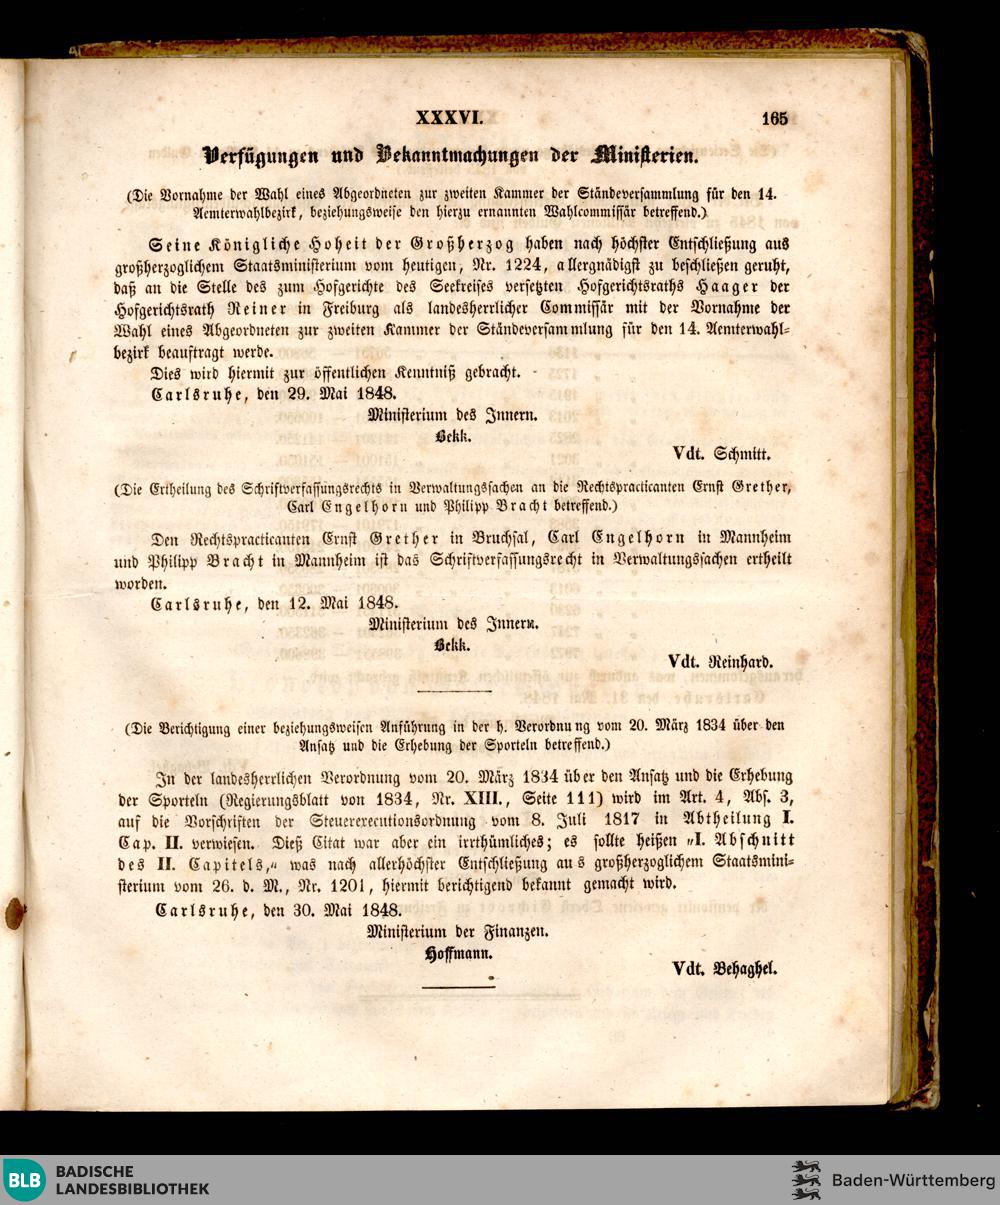 XXXVI.
165
Verfügungen und Bekanntmachungen der Ministerien.
(Die Vornahme der Wahl eines Abgeordneten zur zweiten Kammer der Ständeversammlung für den 14.
Aemterwahlbezirk, beziehungsweise den hierzu ernannten Wahlcommissär betreffend.)
Seine Königliche Hoheit der Großherzog haben nach höchster Entschließung aus
großherzoglichem Staatsministerium vom heutigen, Nr. 1224, allergnädigst zu beschließen geruht,
daß an die Stelle des zum Hofgerichte des Seekreises versetzten Hofgerichtsraths Haager der
Hofgerichtsrath Reiner in Freiburg als landesherrlicher Commissär mit der Vornahme der
Wahl eines Abgeordneten zur zweiten Kammer der Ständeversammlung für den 14. Aemterwahl-
bezirk beauftragt werde.
Dies wird hiermit zur öffentlichen Kenntniß gebracht.
Carlsruhe, den 29. Mai 1848.
Ministerium des Innern.
Bekk.
Vdt. Schmitt.
(Die Ertheilung des Schriftverfassungsrechts in Verwaltungssachen an die Rechtspracticanten Ernst Grether,
Carl Engelhorn und Philipp Bracht betreffend.)
Den Rechtspracticanten Ernst Grether in Bruchsal, Carl Engelhorn in Mannheim
und Philipp Bracht in Mannheim ist das Schriftverfassungsrecht in Verwaltungssachen ertheilt
worden.
Carlsruhe, den 12. Mai 1848.
Ministerium des Innern.
Bekk.
Vdt. Reinhard.
(Die Berichtigung einer beziehungsweisen Anführung in der h. Verordnung vom 20. März 1834 über den
Ansatz und die Erhebung der Sporteln betreffend.)
In der landesherrlichen Verordnung vom 20. März 1834 über den Ansatz und die Erhebung
der Sporteln (Regierungsblatt von 1834, Nr. XIII., Seite 111) wird im Art. 4, Abs. 3,
auf die Vorschriften der Steuerexecutionsordnung vom 8. Juli 1817 in Abtheilung I.
Cap. II. verwiesen. Dieß Citat war aber ein irrthümliches; es sollte heißen „I. Abschnitt
des II. Capitels,“ was nach allerhöchster Entschließung aus großherzoglichem Staatsmini-
sterium vom 26. d. M., Nr. 1201, hiermit berichtigend bekannt gemacht wird.
Carlsruhe, den 30. Mai 1848.
Ministerium der Finanzen.
Hoffmann.
Vdt. Behaghel.
BLB BADISCHE
LANDESBIBLIOTHEK
Baden-Württemberg